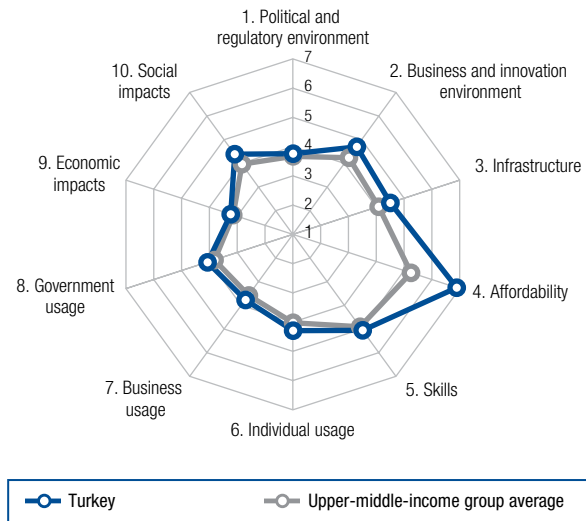 1. Political and
regulatory environment
10. Social
impacts
2. Business and innovation
environment
9. Economic
impacts
3. Infrastructure
8. Government
usage
4. Affordability
7. Business
usage
5. Skills
6. Individual usage
7
6
5
4
3
2
1
Turkey
Upper-middle-income group average